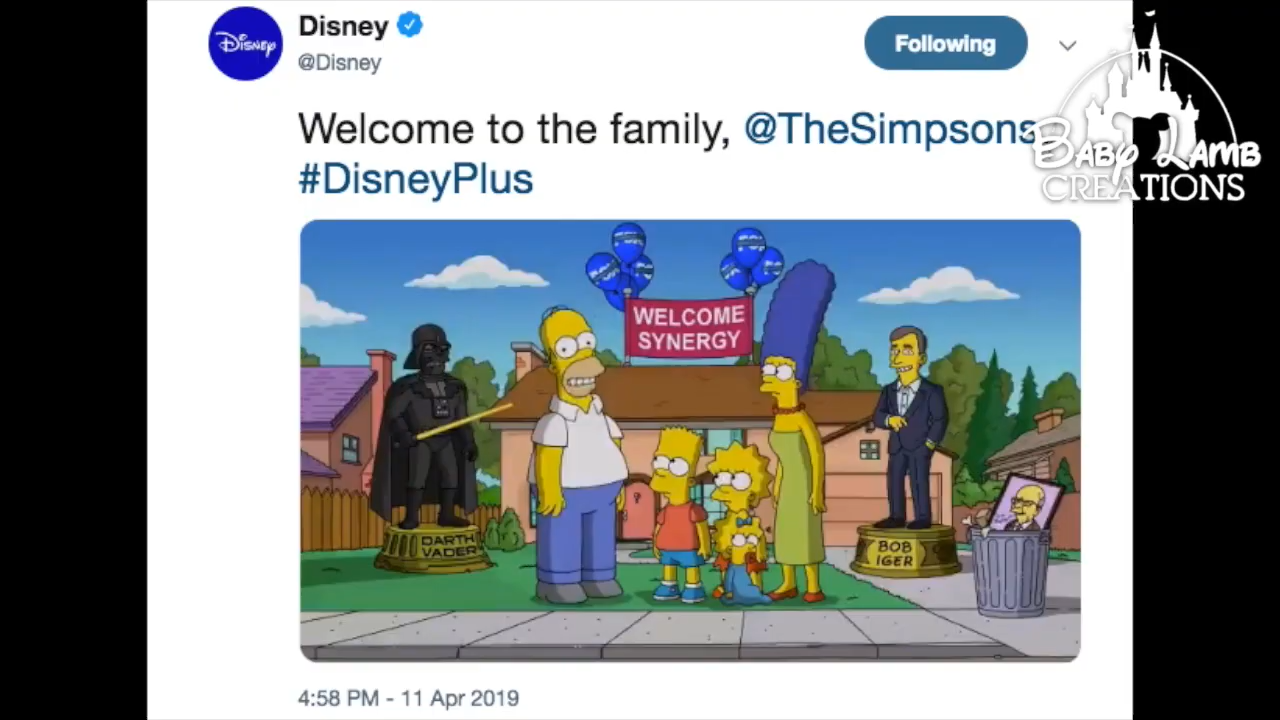 Disney
Disney
@Disney
Following
Welcome to the family, @TheSimpsons
#DisneyPlus
BABY LAMB
CREATIONS
WELCOME
SYNERGY
DARTH
VADER
BOB
IGER
4:58 PM - 11 Apr 2019